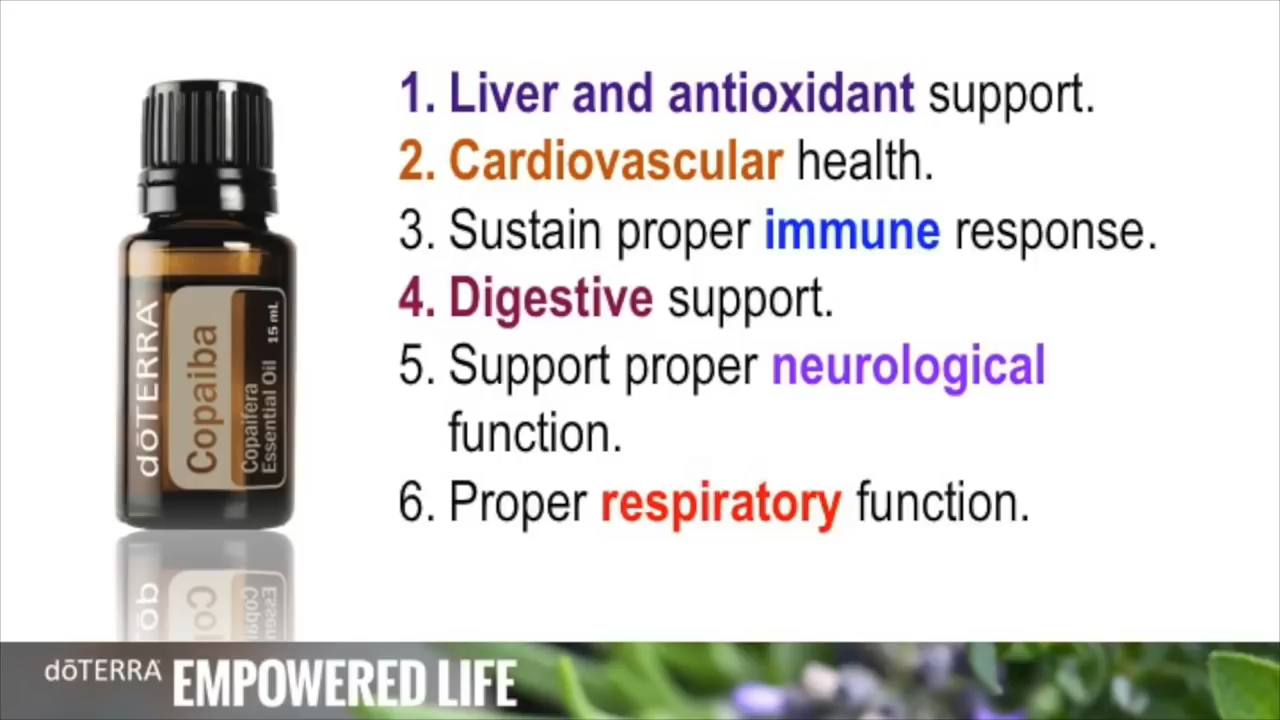 1. Liver and antioxidant support.
2. Cardiovascular health.
3. Sustain proper immune response.
4. Digestive support.
5. Support proper neurological
function.
6. Proper respiratory function.
dōTERRA
Copaiba
Copaifera
Essential Oil 15 mL
dōTERRA EMPOWERED LIFE